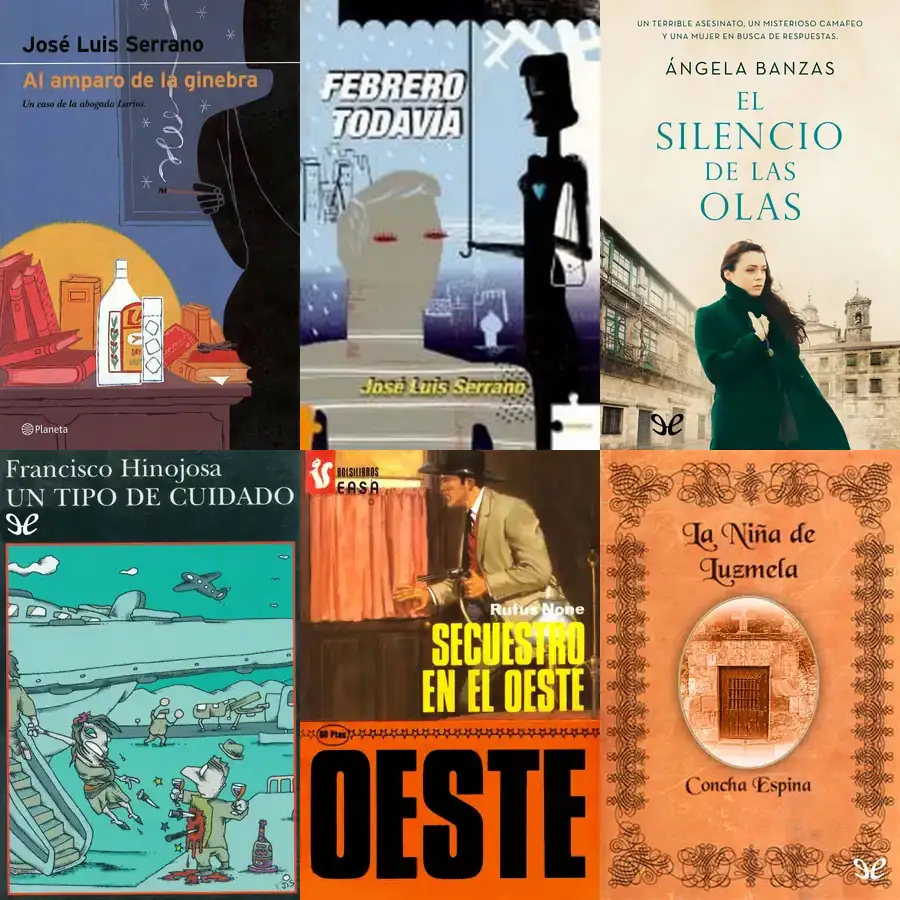 José Luis Serrano
Al amparo de la ginebra
Un caso de la abogada Larios.
Planeta
FEBRERO
TODAVÍA
José Luis Serrano
UN TERRIBLE ASESINATO, UN MISTERIOSO CAMAFEO
Y UNA MUJER EN BUSCA DE RESPUESTAS.
ÁNGELA BANZAS
EL
SILENCIO
DE LAS
OLAS
Francisco Hinojosa
UN TIPO DE CUIDADO
BOLSILIBROS
EASA
Rufus None
SECUESTRO
EN EL OESTE
60 Ptas
OESTE
La Niña de
Luzmela
Concha Espina